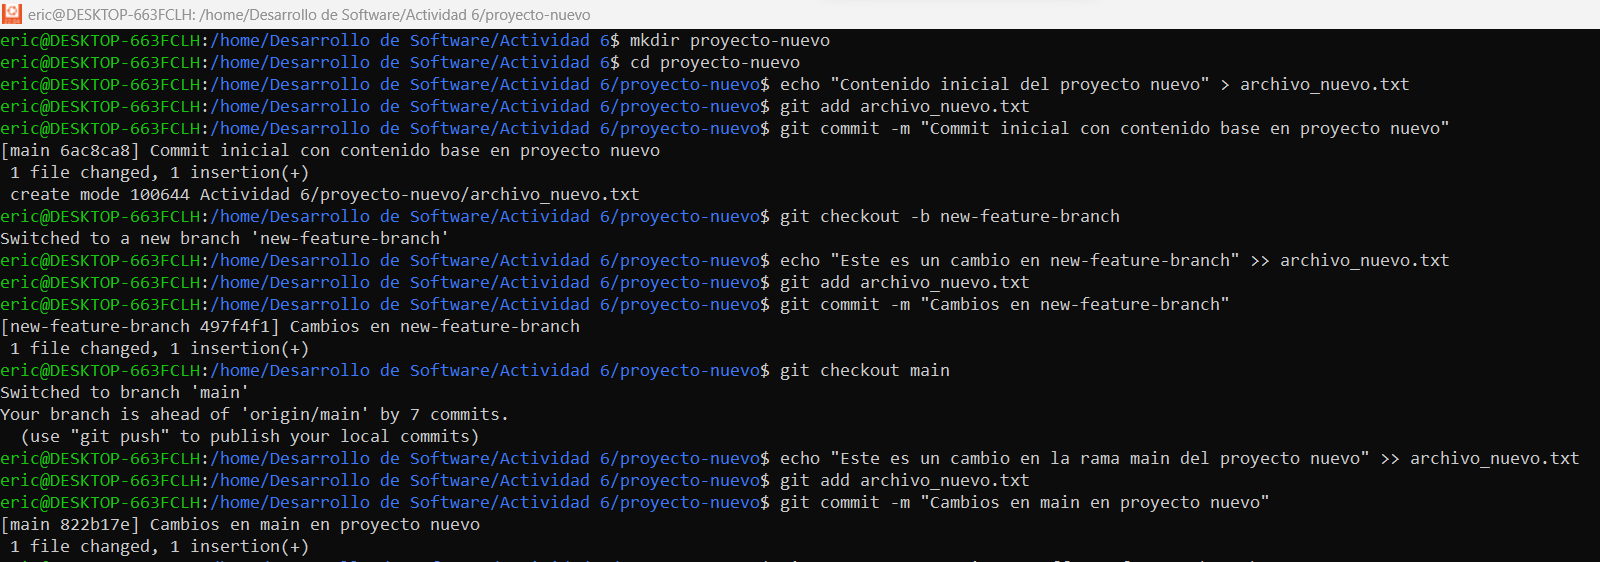 eric@DESKTOP-663FCLH: /home/Desarrollo de Software/Actividad 6/proyecto-nuevo
eric@DESKTOP-663FCLH:/home/Desarrollo de Software/Actividad 6$ mkdir proyecto-nuevo
eric@DESKTOP-663FCLH:/home/Desarrollo de Software/Actividad 6$ cd proyecto-nuevo
eric@DESKTOP-663FCLH:/home/Desarrollo de Software/Actividad 6/proyecto-nuevo$ echo "Contenido inicial del proyecto nuevo" > archivo_nuevo.txt
eric@DESKTOP-663FCLH:/home/Desarrollo de Software/Actividad 6/proyecto-nuevo$ git add archivo_nuevo.txt
eric@DESKTOP-663FCLH:/home/Desarrollo de Software/Actividad 6/proyecto-nuevo$ git commit -m "Commit inicial con contenido base en proyecto nuevo"
[main 6ac8ca8] Commit inicial con contenido base en proyecto nuevo
 1 file changed, 1 insertion(+)
 create mode 100644 Actividad 6/proyecto-nuevo/archivo_nuevo.txt
eric@DESKTOP-663FCLH:/home/Desarrollo de Software/Actividad 6/proyecto-nuevo$ git checkout -b new-feature-branch
Switched to a new branch 'new-feature-branch'
eric@DESKTOP-663FCLH:/home/Desarrollo de Software/Actividad 6/proyecto-nuevo$ echo "Este es un cambio en new-feature-branch" >> archivo_nuevo.txt
eric@DESKTOP-663FCLH:/home/Desarrollo de Software/Actividad 6/proyecto-nuevo$ git add archivo_nuevo.txt
eric@DESKTOP-663FCLH:/home/Desarrollo de Software/Actividad 6/proyecto-nuevo$ git commit -m "Cambios en new-feature-branch"
[new-feature-branch 497f4f1] Cambios en new-feature-branch
 1 file changed, 1 insertion(+)
eric@DESKTOP-663FCLH:/home/Desarrollo de Software/Actividad 6/proyecto-nuevo$ git checkout main
Switched to branch 'main'
Your branch is ahead of 'origin/main' by 7 commits.
  (use "git push" to publish your local commits)
eric@DESKTOP-663FCLH:/home/Desarrollo de Software/Actividad 6/proyecto-nuevo$ echo "Este es un cambio en la rama main del proyecto nuevo" >> archivo_nuevo.txt
eric@DESKTOP-663FCLH:/home/Desarrollo de Software/Actividad 6/proyecto-nuevo$ git add archivo_nuevo.txt
eric@DESKTOP-663FCLH:/home/Desarrollo de Software/Actividad 6/proyecto-nuevo$ git commit -m "Cambios en main en proyecto nuevo"
[main 822b17e] Cambios en main en proyecto nuevo
 1 file changed, 1 insertion(+)